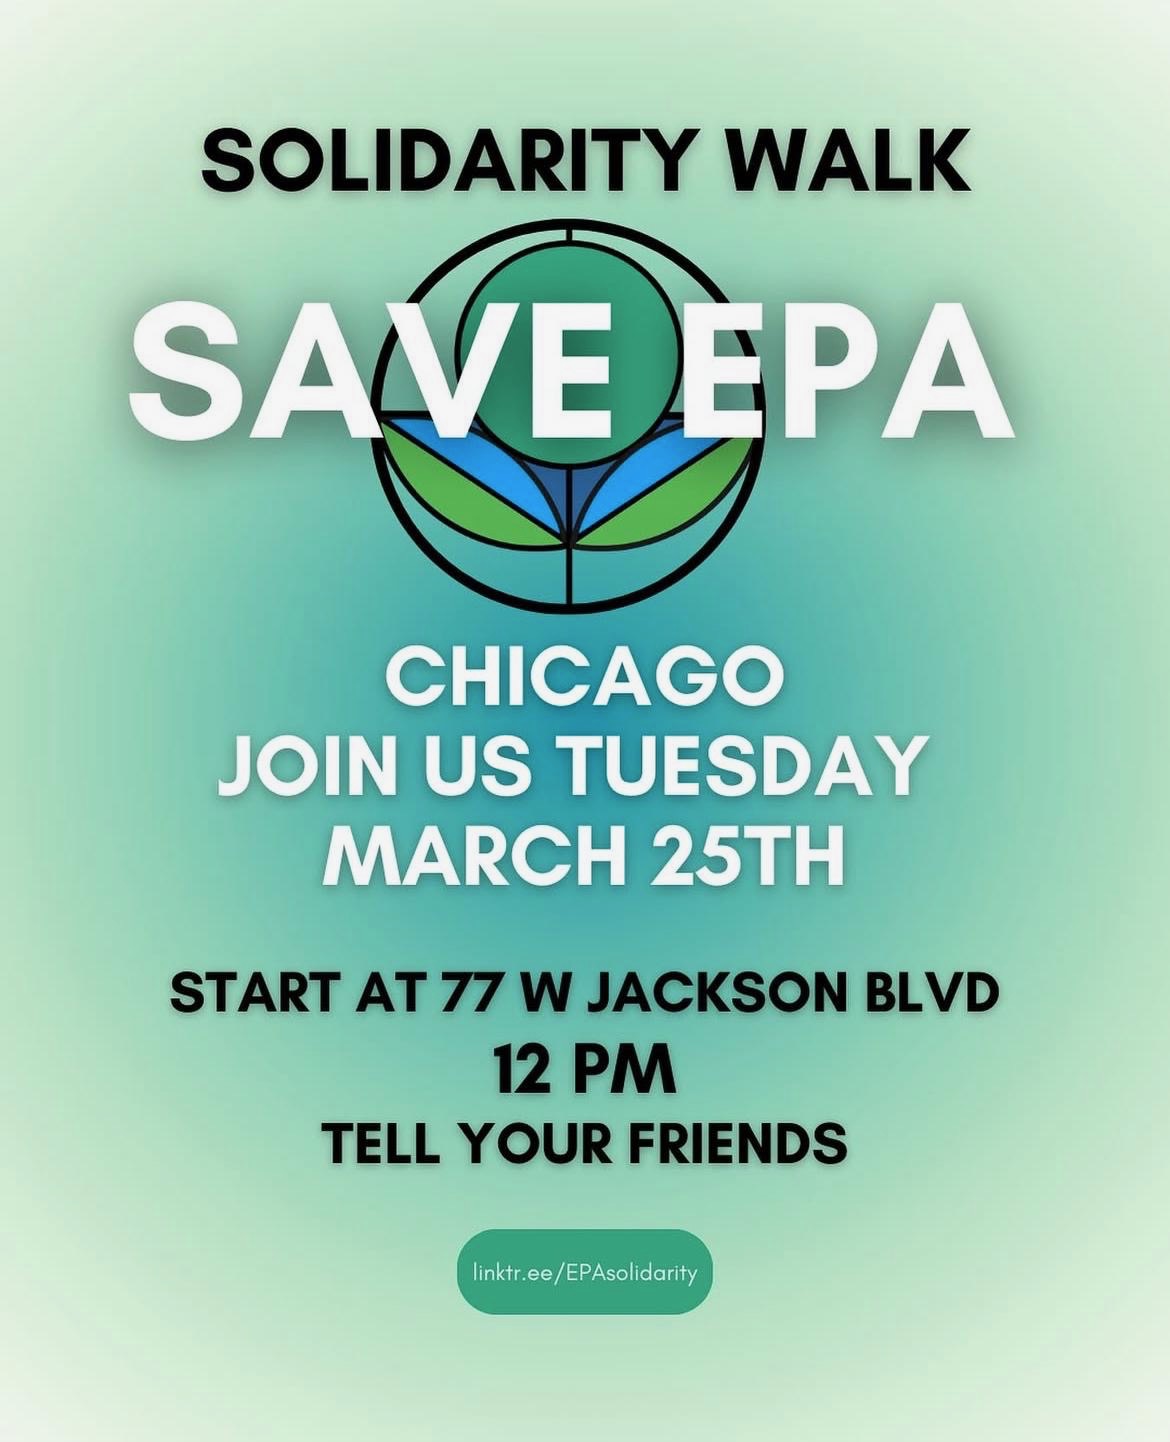 SOLIDARITY WALK
SAVE EPA
CHICAGO
JOIN US TUESDAY
MARCH 25TH
START AT 77 W JACKSON BLVD
12 PM
TELL YOUR FRIENDS
linktr.ee/EPAsolidarity